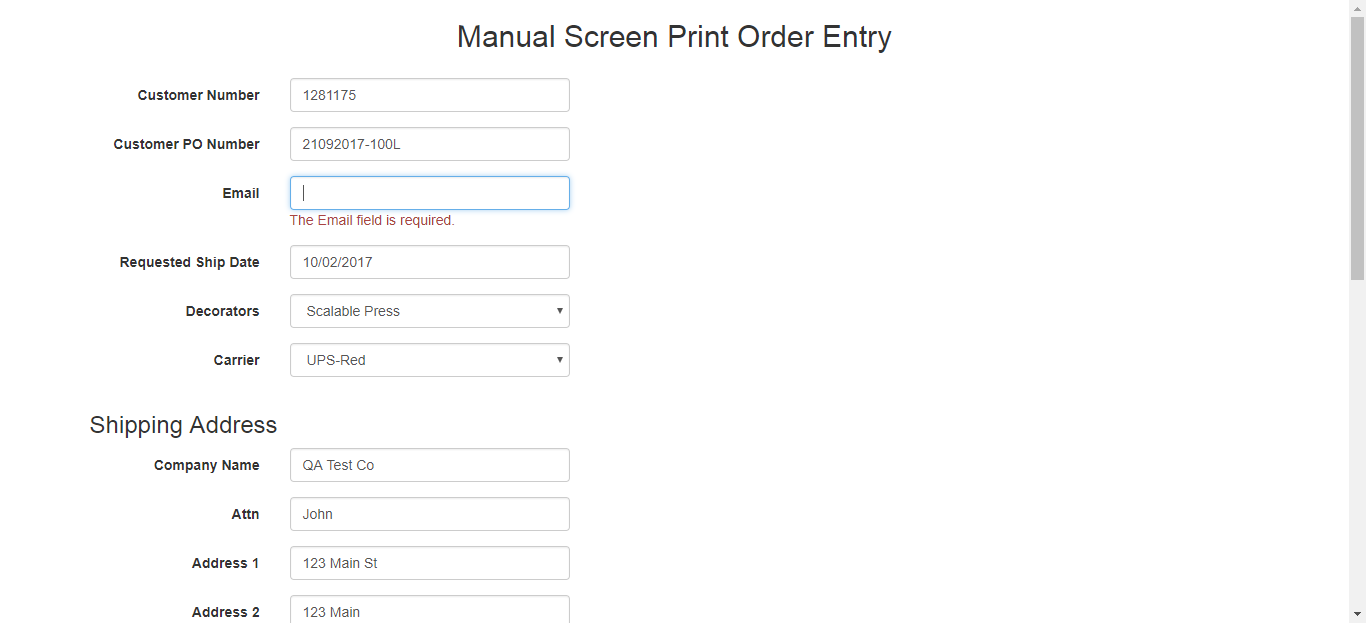 Manual Screen Print Order Entry
Customer Number 1281175
Customer PO Number 21092017-100L
Email
The Email field is required.
Requested Ship Date 10/02/2017
Decorators Scalable Press
Carrier UPS-Red
Shipping Address
Company Name QA Test Co
Attn John
Address 1 123 Main St
Address 2 123 Main